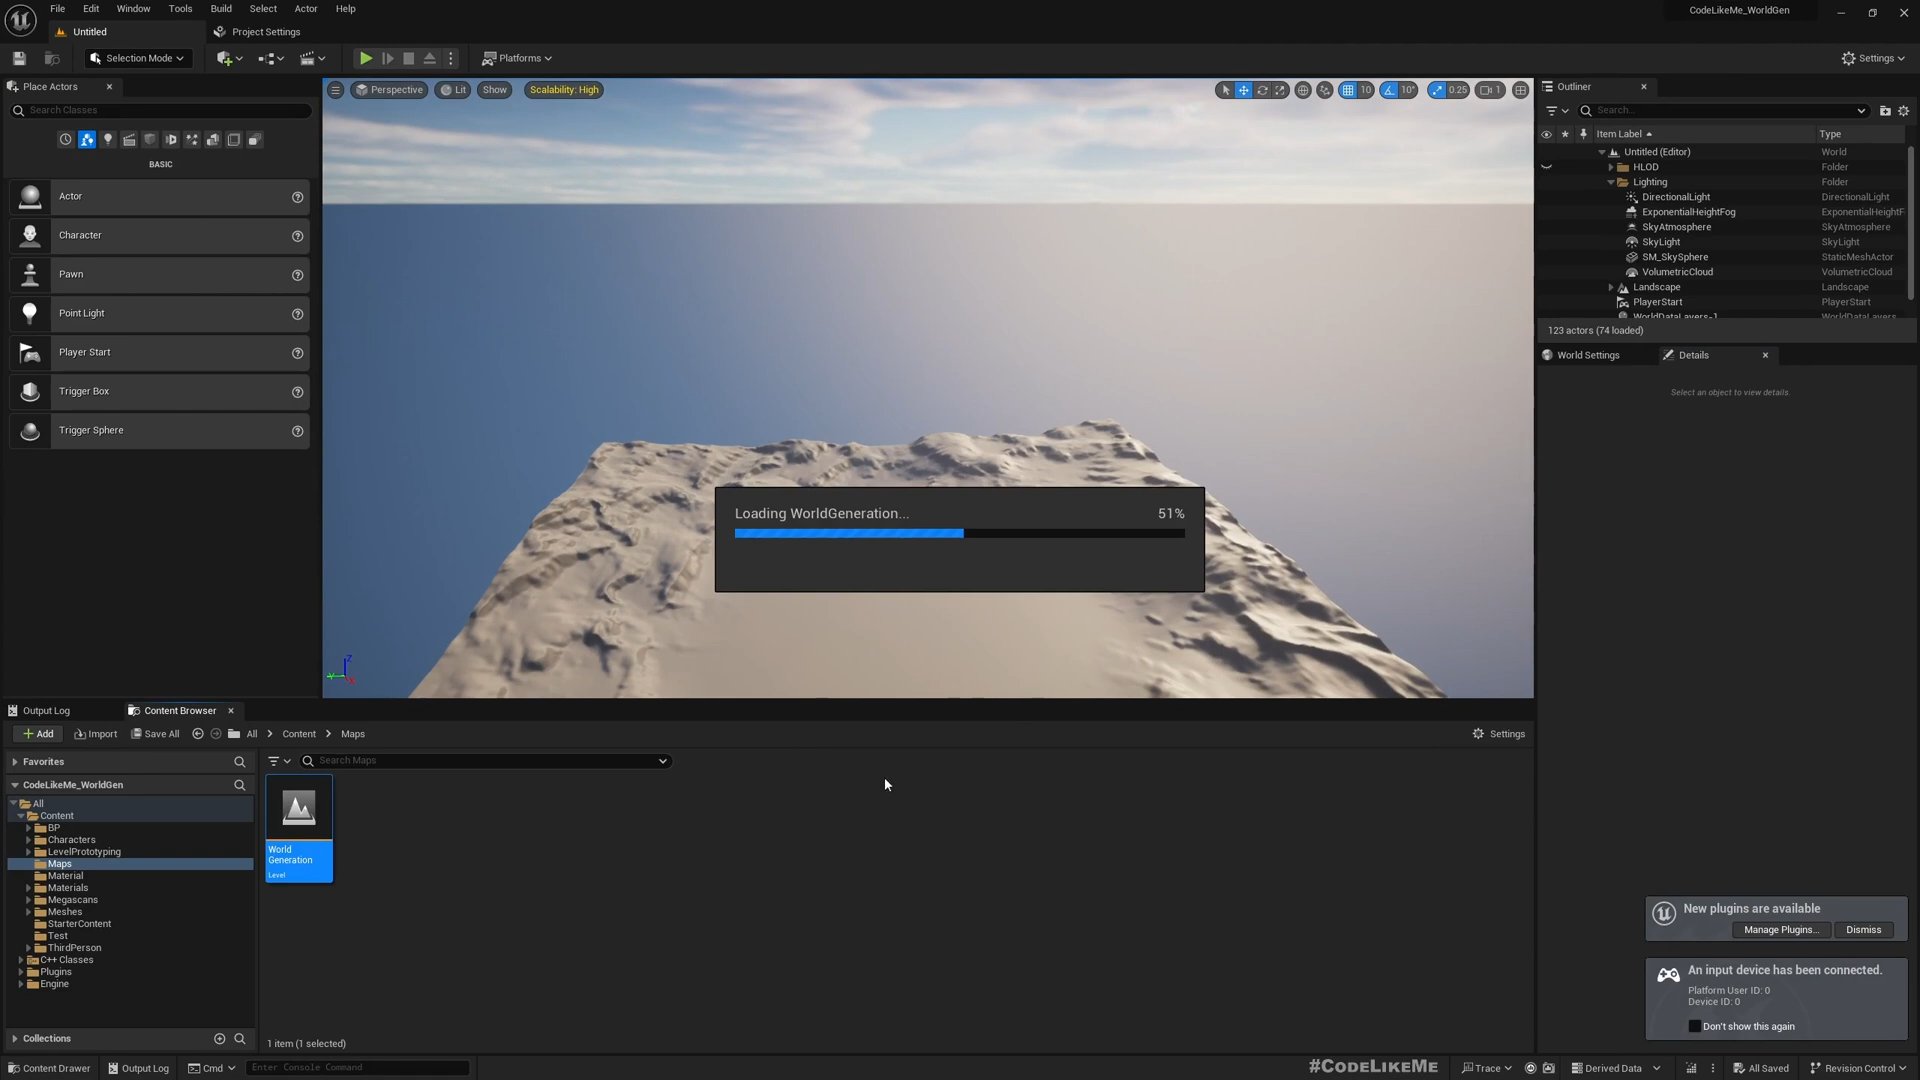 File Edit Window Tools Build Select Actor Help
CodeLikeMe_WorldGen
Untitled
Project Settings
Selection Mode
Platforms
Settings
Place Actors
Search Classes
BASIC
Actor
Character
Pawn
Point Light
Player Start
Trigger Box
Trigger Sphere
Perspective
Lit
Show
Scalability: High
10
10°
0.25
1
Loading WorldGeneration...
51%
Outliner
Search...
Item Label
Type
Untitled (Editor) World
HLOD Folder
Lighting Folder
DirectionalLight DirectionalLight
ExponentialHeightFog ExponentialHeightF
SkyAtmosphere SkyAtmosphere
SkyLight SkyLight
SM_SkySphere StaticMeshActor
VolumetricCloud VolumetricCloud
Landscape Landscape
PlayerStart PlayerStart
WorldDataLayers-1 WorldDataLayers
123 actors (74 loaded)
World Settings
Details
Select an object to view details.
Output Log
Content Browser
Add
Import
Save All
All
Content
Maps
Settings
Favorites
CodeLikeMe_WorldGen
All
Content
BP
Characters
LevelPrototyping
Maps
Material
Materials
Megascans
Meshes
StarterContent
Test
ThirdPerson
C++ Classes
Plugins
Engine
Collections
Search Maps
World
Generation
Level
1 item (1 selected)
New plugins are available
Manage Plugins...
Dismiss
An input device has been connected.
Platform User ID: 0
Device ID: 0
Don't show this again
Content Drawer
Output Log
Cmd
Enter Console Command
#CODELIKEME
Trace
Derived Data
All Saved
Revision Control